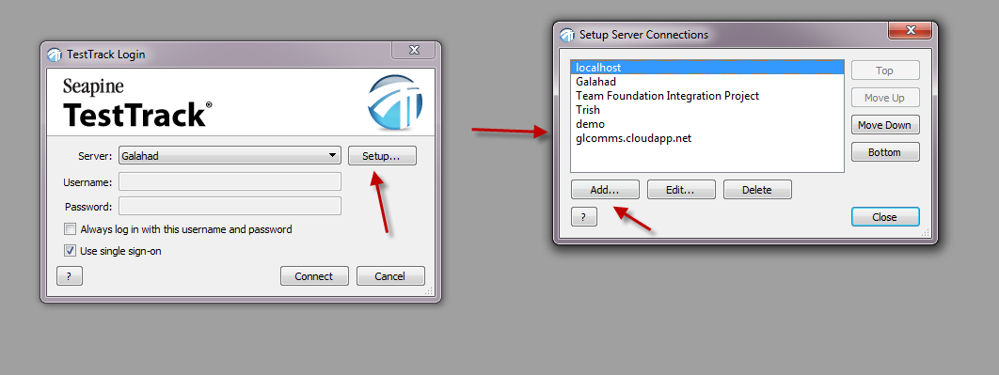 TestTrack Login
Seapine
TestTrack®
Server: Galahad Setup...
Username:
Password:
Always log in with this username and password
Use single sign-on
? Connect Cancel
Setup Server Connections
localhost
Galahad
Team Foundation Integration Project
Trish
demo
glcomms.cloudapp.net
Top
Move Up
Move Down
Bottom
Add... Edit... Delete
? Close